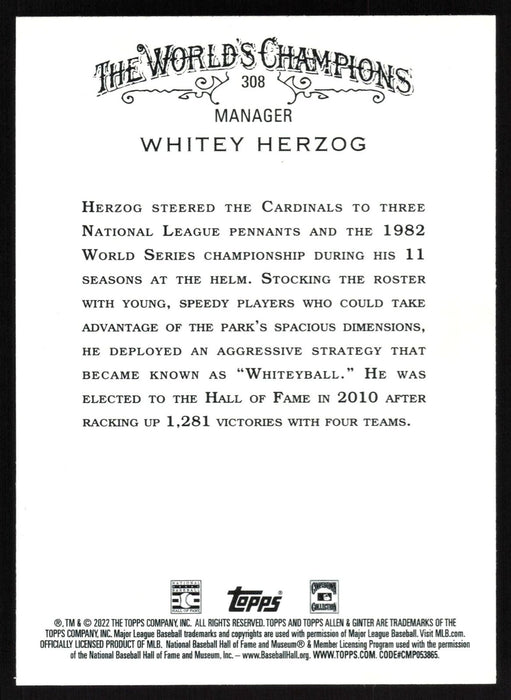 THE WORLD'S CHAMPIONS
308
MANAGER
WHITEY HERZOG
HERZOG STEERED THE CARDINALS TO THREE
NATIONAL LEAGUE PENNANTS AND THE 1982
WORLD SERIES CHAMPIONSHIP DURING HIS 11
SEASONS AT THE HELM. STOCKING THE ROSTER
WITH YOUNG, SPEEDY PLAYERS WHO COULD TAKE
ADVANTAGE OF THE PARK'S SPACIOUS DIMENSIONS,
HE DEPLOYED AN AGGRESSIVE STRATEGY THAT
BECAME KNOWN AS "WHITEYBALL." HE WAS
ELECTED TO THE HALL OF FAME IN 2010 AFTER
RACKING UP 1,281 VICTORIES WITH FOUR TEAMS.
NATIONAL
BASEBALL
HALL OF FAME
Topps
COOPERSTOWN
COLLECTION
®, TM & © 2022 THE TOPPS COMPANY, INC. ALL RIGHTS RESERVED. TOPPS AND TOPPS ALLEN & GINTER ARE TRADEMARKS OF THE
TOPPS COMPANY, INC. Major League Baseball trademarks and copyrights are used with permission of Major League Baseball. Visit MLB.com.
OFFICIALLY LICENSED PRODUCT OF MLB. National Baseball Hall of Fame and Museum® & Member Licensing Program used with the permission
of the National Baseball Hall of Fame and Museum, Inc. – www.BaseballHall.org. WWW.TOPPS.COM. CODE#CMP053865.